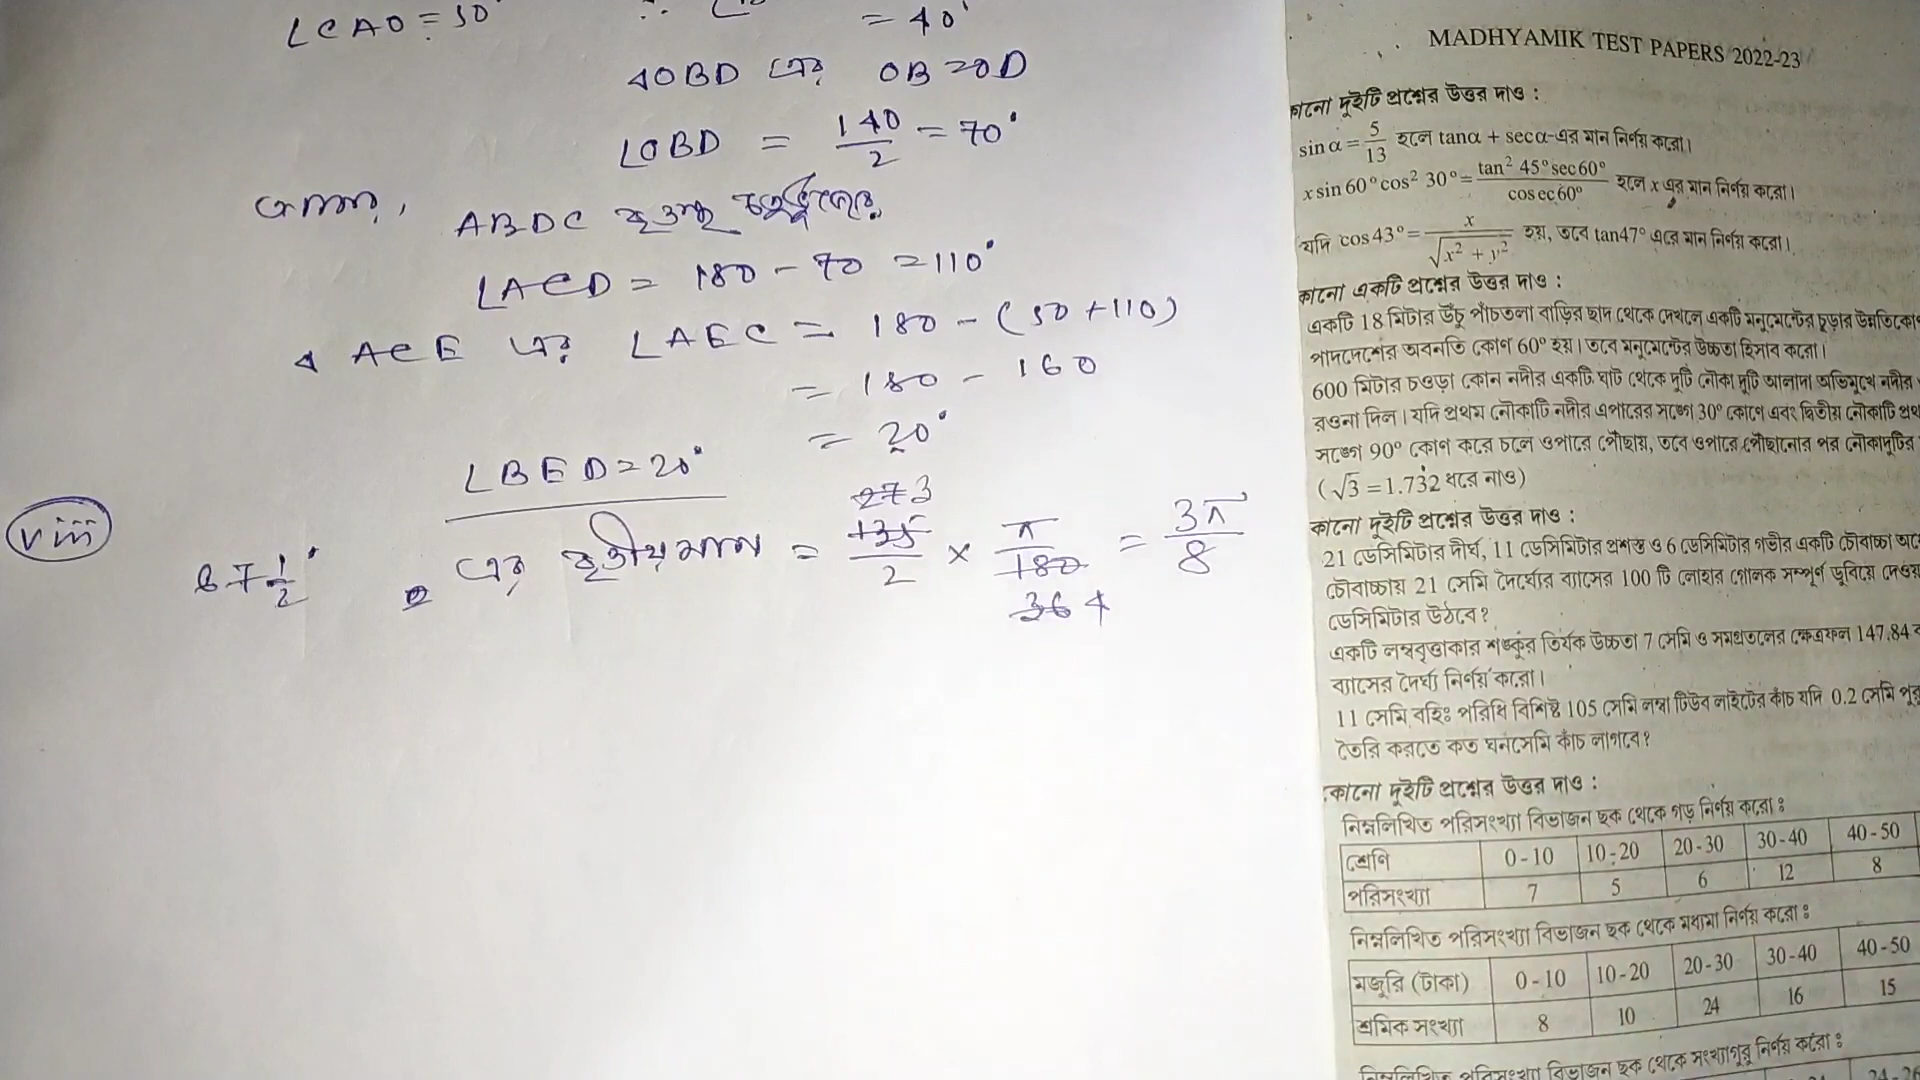 ∠CAO = 50°
= 40°
△OBD এর OB = OD
∠OBD = 140/2 = 70°
আবার, ABDC বৃত্তস্থ চতুর্ভুজের,
∠ACD = 180 - 70 = 110°
△ ACE এর ∠AEC = 180 - (50 + 110)
= 180 - 160
= 20°
∠BED = 20°
viii
67 1/2° এর বৃত্তীয় মান = 135/2 × π/180 = 3π/8
27 3
36 4
MADHYAMIK TEST PAPERS 2022-23
কোনো দুইটি প্রশ্নের উত্তর দাও :
sin α = 5/13 হলে tanα + secα-এর মান নির্ণয় করো।
x sin 60° cos² 30° = tan² 45° sec 60° / cosec 60° হলে x এর মান নির্ণয় করো।
যদি cos 43° = x/√(x² + y²) হয়, তবে tan47° এর মান নির্ণয় করো।
কোনো একটি প্রশ্নের উত্তর দাও :
একটি 18 মিটার উঁচু পাঁচতলা বাড়ির ছাদ থেকে দেখলে একটি মনুমেন্টের চূড়ার উন্নতিকো
পাদদেশের অবনতি কোণ 60° হয়। তবে মনুমেন্টের উচ্চতা হিসাব করো।
600 মিটার চওড়া কোন নদীর একটি ঘাট থেকে দুটি নৌকা দুটি আলাদা অভিমুখে নদীর
রওনা দিল। যদি প্রথম নৌকাটি নদীর এপারের সঙ্গে 30° কোণে এবং দ্বিতীয় নৌকাটি প্রথ
সঙ্গে 90° কোণ করে চলে ওপারে পৌঁছায়, তবে ওপারে পৌঁছানোর পর নৌকাদুটির
(√3 = 1.732 ধরে নাও)
কোনো দুইটি প্রশ্নের উত্তর দাও :
21 ডেসিমিটার দীর্ঘ, 11 ডেসিমিটার প্রশস্ত ও 6 ডেসিমিটার গভীর একটি চৌবাচ্চা অর্ধে
চৌবাচ্চায় 21 সেমি দৈর্ঘ্যের ব্যাসের 100 টি লোহার গোলক সম্পূর্ণ ডুবিয়ে দেওয়
ডেসিমিটার উঠবে?
একটি লম্ববৃত্তাকার শঙ্কুর তির্যক উচ্চতা 7 সেমি ও সমগ্রতলের ক্ষেত্রফল 147.84 ব
ব্যাসের দৈর্ঘ্য নির্ণয় করো।
11 সেমি বহিঃ পরিধি বিশিষ্ট 105 সেমি লম্বা টিউব লাইটের কাঁচ যদি 0.2 সেমি পুরু
তৈরি করতে কত ঘনসেমি কাঁচ লাগবে?
কোনো দুইটি প্রশ্নের উত্তর দাও :
নিম্নলিখিত পরিসংখ্যা বিভাজন ছক থেকে গড় নির্ণয় করো ঃ
শ্রেণি 0-10 10-20 20-30 30-40 40-50
পরিসংখ্যা 7 5 6 12 8
নিম্নলিখিত পরিসংখ্যা বিভাজন ছক থেকে মধ্যমা নির্ণয় করো ঃ
মজুরি (টাকা) 0-10 10-20 20-30 30-40 40-50
শ্রমিক সংখ্যা 8 10 24 16 15
নিম্নলিখিত পরিসংখ্যা বিভাজন ছক থেকে সংখ্যাগুরু নির্ণয় করো ঃ
24-26